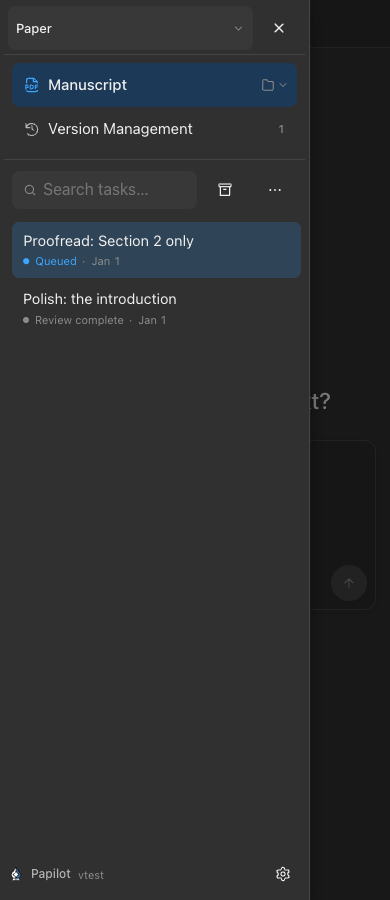 Paper
PDF
Manuscript
Version Management 1
Search tasks...
Proofread: Section 2 only
Queued · Jan 1
Polish: the introduction
Review complete · Jan 1
t?
Papilot vtest